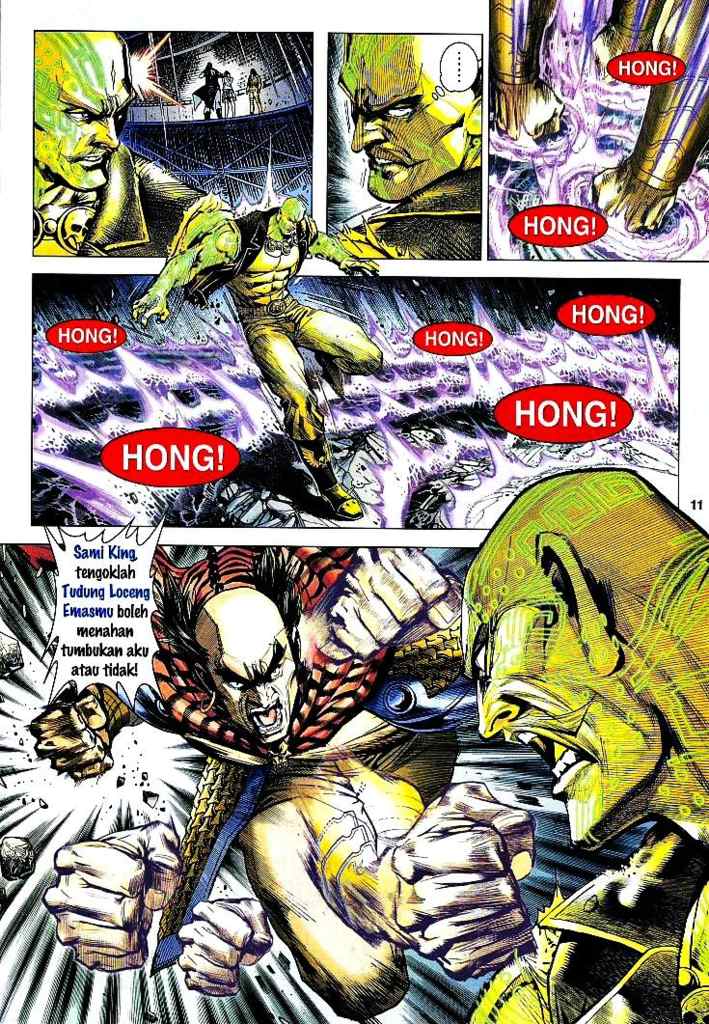 ......
HONG!
HONG!
HONG!
HONG!
HONG!
HONG!
HONG!
11
Sami King,
tengoklah
Tudung Loceng
Emasmu boleh
menahan
tumbukan aku
atau tidak!